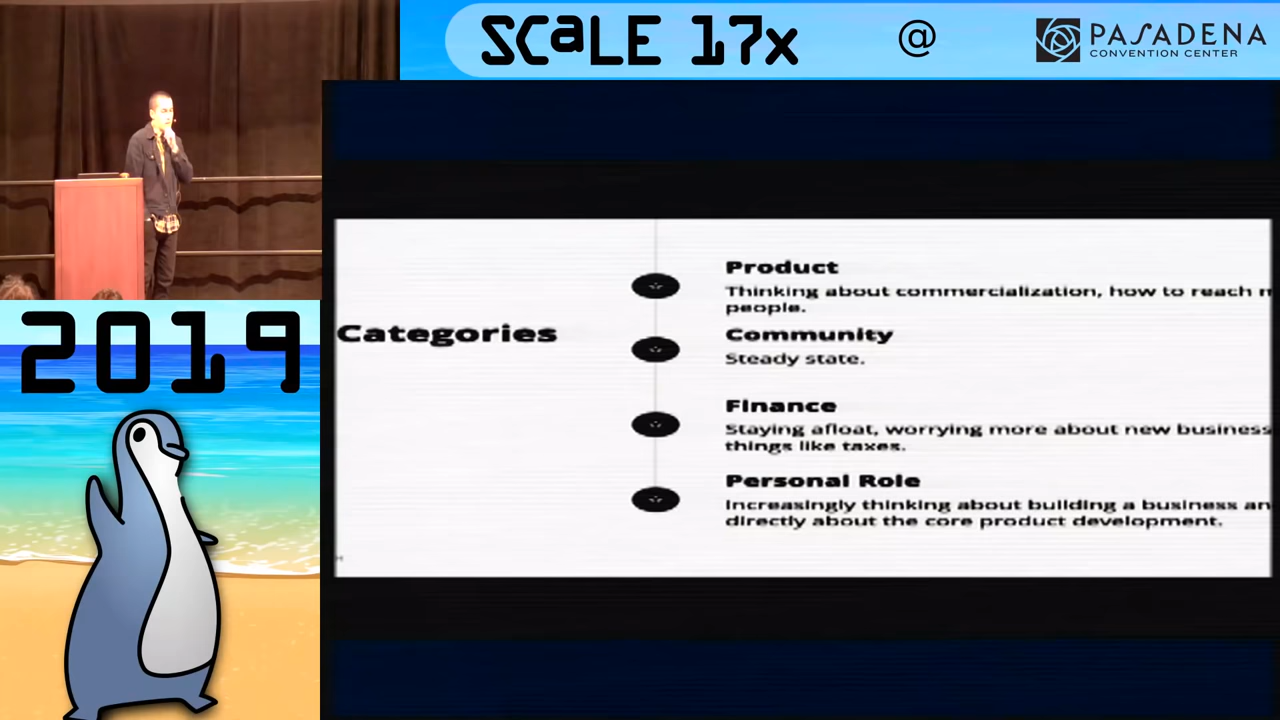 SCaLE 17x
@
PASADENA
CONVENTION CENTER
2019
Categories
Product
Thinking about commercialization, how to reach
people.
Community
Steady state.
Finance
Staying afloat, worrying more about new business
things like taxes.
Personal Role
Increasingly thinking about building a business
directly about the core product development.